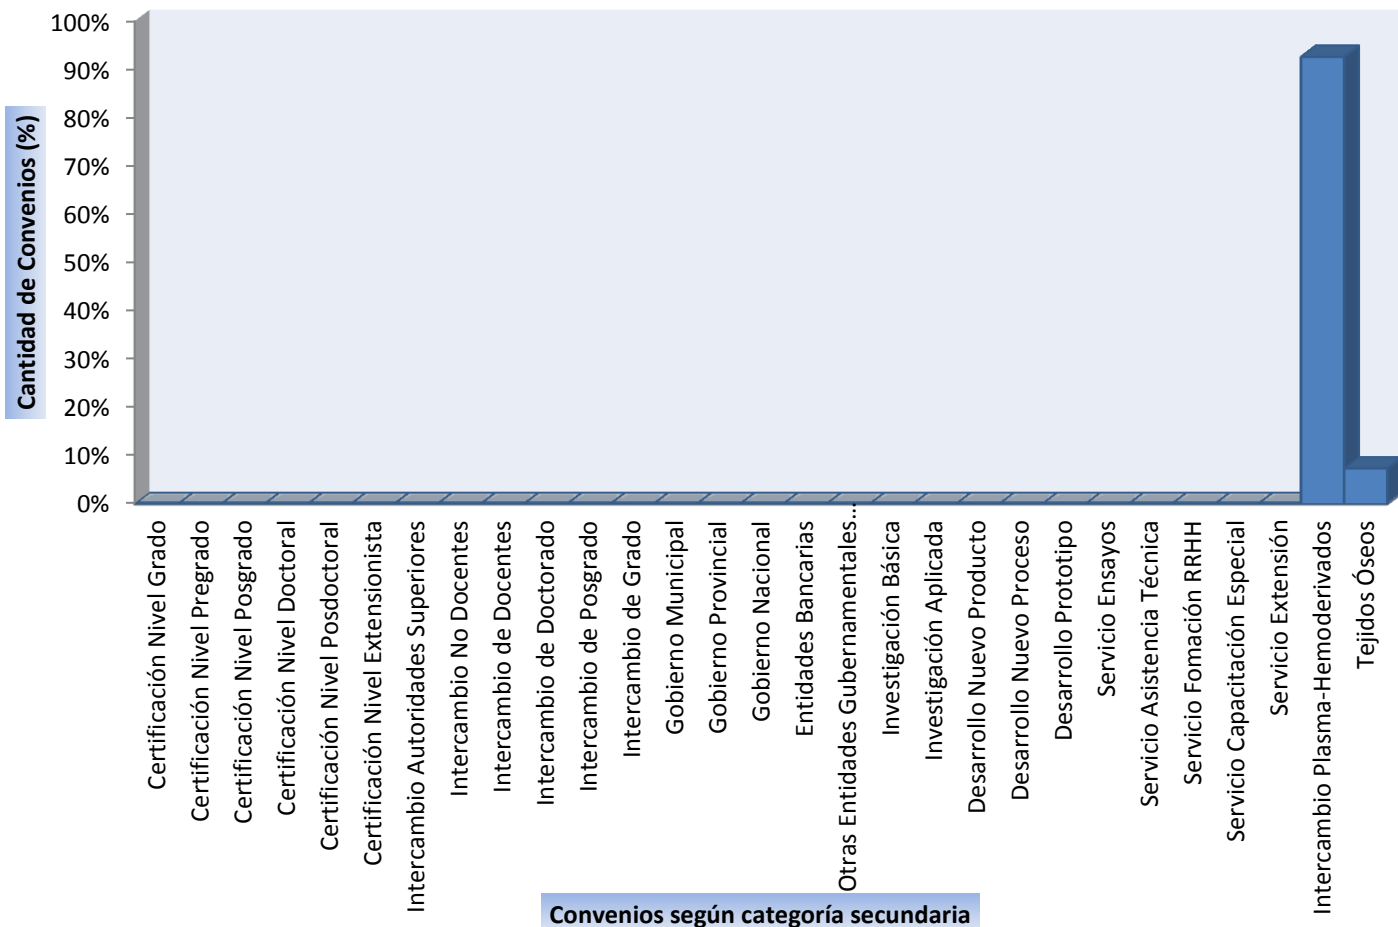 Cantidad de Convenios (%)
100%
90%
80%
70%
60%
50%
40%
30%
20%
10%
0%
Certificación Nivel Grado
Certificación Nivel Pregrado
Certificación Nivel Posgrado
Certificación Nivel Doctoral
Certificación Nivel Posdoctoral
Certificación Nivel Extensionista
Intercambio Autoridades Superiores
Intercambio No Docentes
Intercambio de Docentes
Intercambio de Doctorado
Intercambio de Posgrado
Intercambio de Grado
Gobierno Municipal
Gobierno Provincial
Gobierno Nacional
Entidades Bancarias
Otras Entidades Gubernamentales...
Investigación Básica
Investigación Aplicada
Desarrollo Nuevo Producto
Desarrollo Nuevo Proceso
Desarrollo Prototipo
Servicio Ensayos
Servicio Asistencia Técnica
Servicio Fomación RRHH
Servicio Capacitación Especial
Servicio Extensión
Intercambio Plasma-Hemoderivados
Tejidos Óseos
Convenios según categoría secundaria